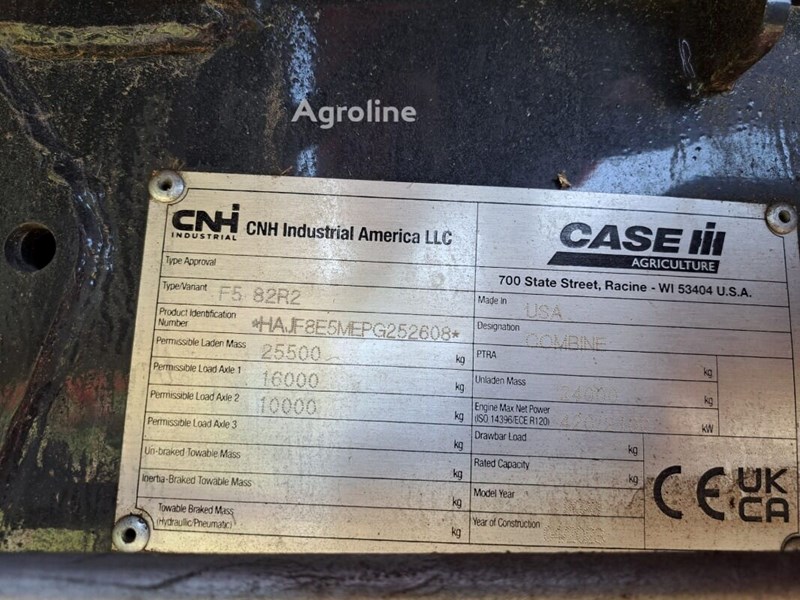 Agroline
CNH
INDUSTRIAL
CNH Industrial America LLC
CASE IH
AGRICULTURE
700 State Street, Racine - WI 53404 U.S.A.
Type Approval
Type/Variant F5 82R2
Product Identification
Number *HAJF8E5MEPG252608*
Permissible Laden Mass 25500 kg
Permissible Load Axle 1 16000 kg
Permissible Load Axle 2 10000 kg
Permissible Load Axle 3 kg
Un-braked Towable Mass kg
Inertia-Braked Towable Mass kg
Towable Braked Mass
(Hydraullic/Pneumatic) kg
Made in USA
Designation COMBINE
PTRA kg
Unladen Mass kg
Engine Max Net Power
(ISO 14396/ECE R120) kW
Drawbar Load
Rated Capacity
Model Year
Year of Construction
CE
UK
CA